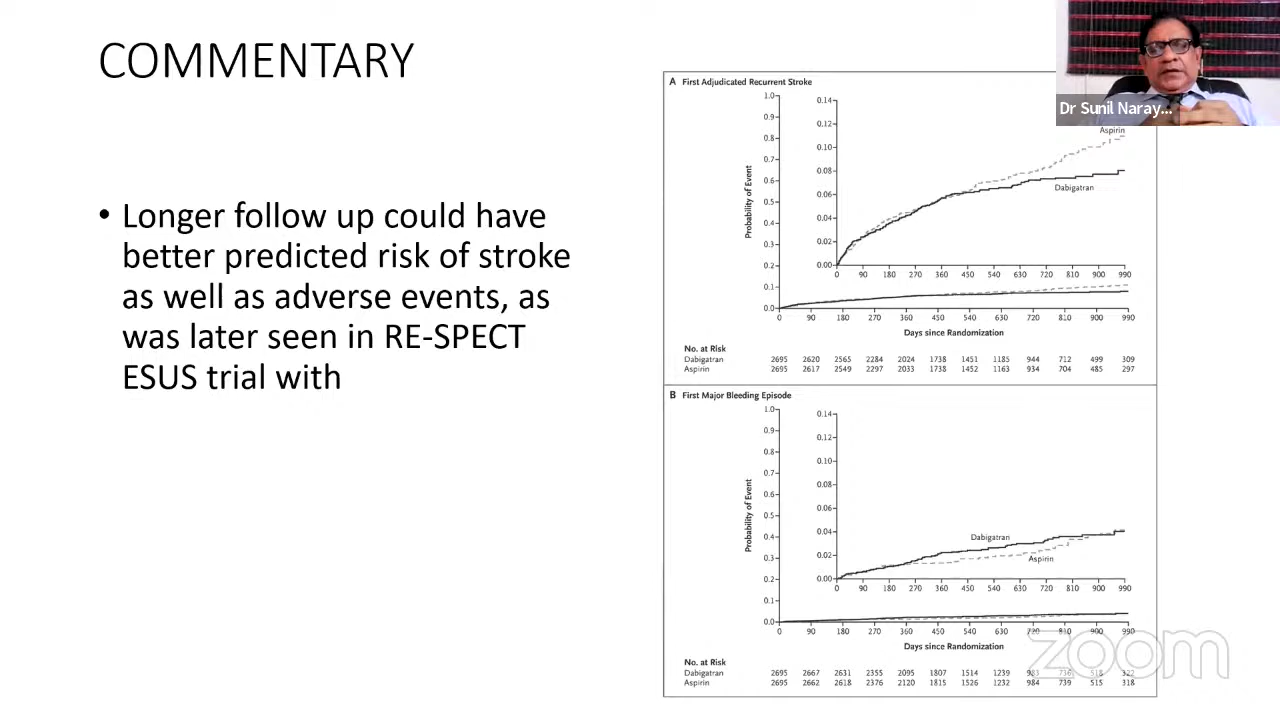 COMMENTARY
• Longer follow up could have
better predicted risk of stroke
as well as adverse events, as
was later seen in RE-SPECT
ESUS trial with
Dr Sunil Naray...
A First Adjudicated Recurrent Stroke
Probability of Event
1.0
0.9
0.8
0.7
0.6
0.5
0.4
0.3
0.2
0.1
0.0
0.14
0.12
0.10
0.08
0.06
0.04
0.02
0.00
Aspirin
Dabigatran
0 90 180 270 360 450 540 630 720 810 900 990
0 90 180 270 360 450 540 630 720 810 900 990
Days since Randomization
No. at Risk
Dabigatran 2695 2620 2565 2284 2024 1738 1451 1185 944 712 499 309
Aspirin 2695 2617 2549 2297 2033 1738 1452 1163 934 704 485 297
B First Major Bleeding Episode
Probability of Event
1.0
0.9
0.8
0.7
0.6
0.5
0.4
0.3
0.2
0.1
0.0
0.14
0.12
0.10
0.08
0.06
0.04
0.02
0.00
Dabigatran
Aspirin
0 90 180 270 360 450 540 630 720 810 900 990
0 90 180 270 360 450 540 630 720 810 900 990
Days since Randomization
No. at Risk
Dabigatran 2695 2667 2631 2355 2095 1807 1514 1239
Aspirin 2695 2662 2618 2376 2120 1815 1526 1232 984 739 515 318
zoom